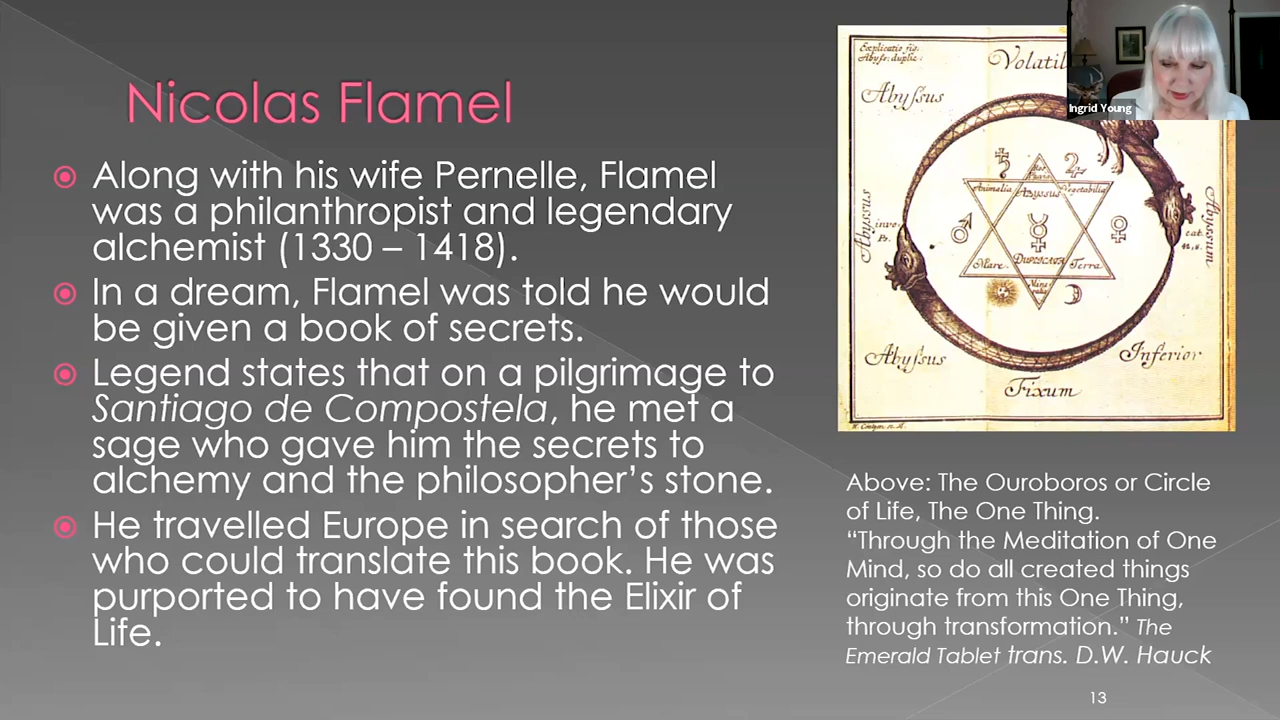 Nicolas Flamel
Along with his wife Pernelle, Flamel
was a philanthropist and legendary
alchemist (1330 – 1418).
In a dream, Flamel was told he would
be given a book of secrets.
Legend states that on a pilgrimage to
Santiago de Compostela, he met a
sage who gave him the secrets to
alchemy and the philosopher’s stone.
He travelled Europe in search of those
who could translate this book. He was
purported to have found the Elixir of
Life.
Volatil
Abyſsus
Abyſsus
invo
Animalia
Abyssus
Vegetabilia
Abyssum
cat.
Mare
Terra
Abyſsus
Inferior
Fixum
Ingrid Young
Above: The Ouroboros or Circle
of Life, The One Thing.
“Through the Meditation of One
Mind, so do all created things
originate from this One Thing,
through transformation.” The
Emerald Tablet trans. D.W. Hauck
13